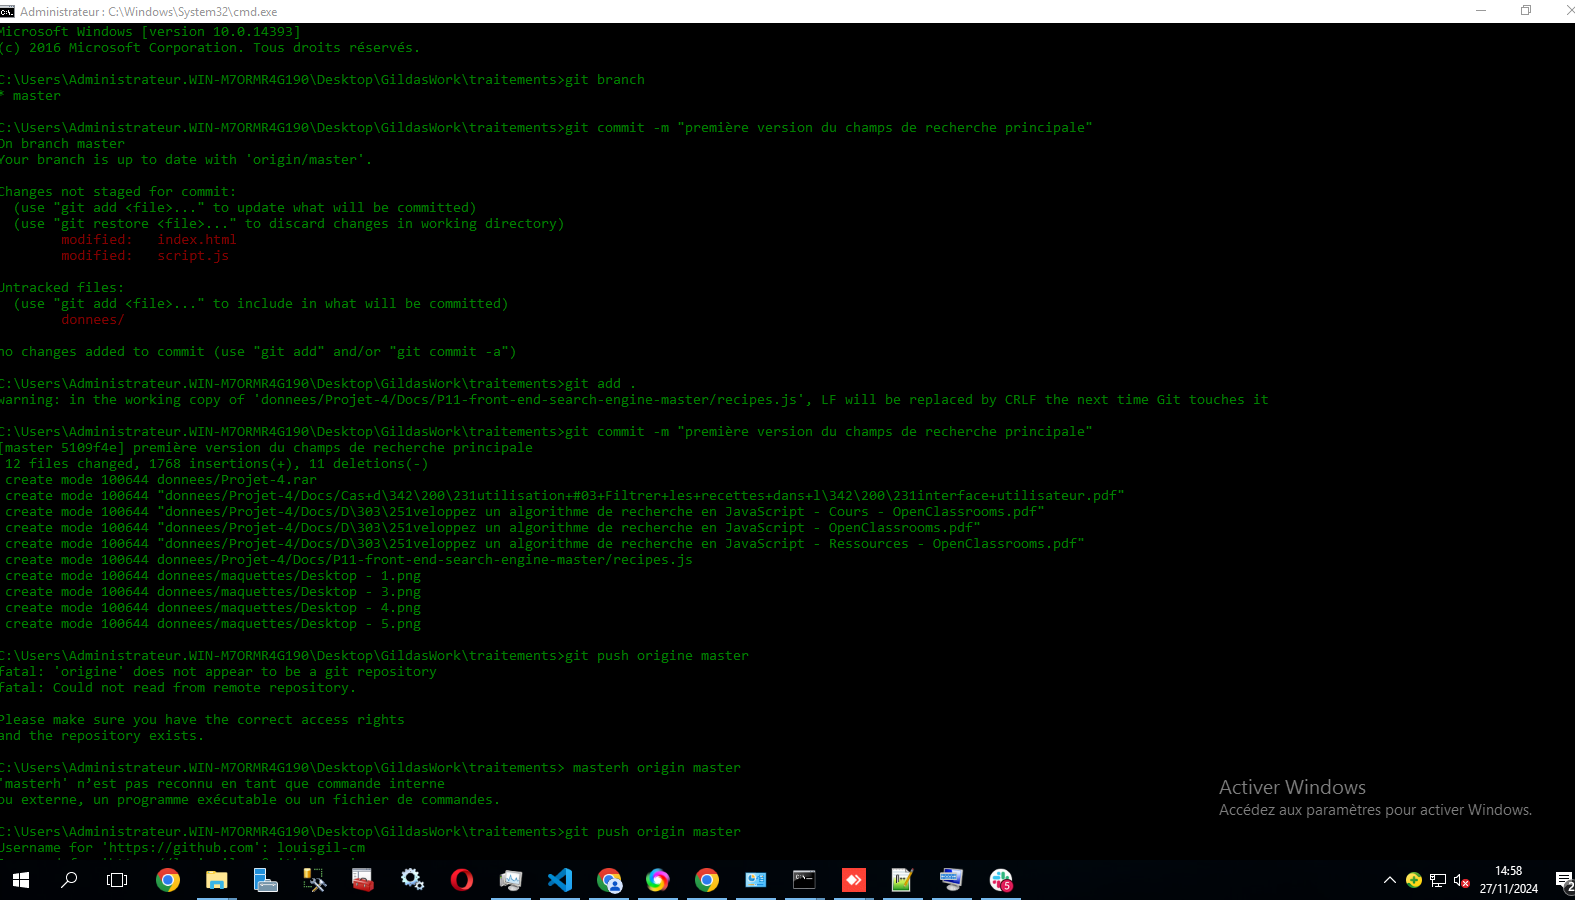 Administrateur : C:\Windows\System32\cmd.exe
Microsoft Windows [version 10.0.14393]
(c) 2016 Microsoft Corporation. Tous droits réservés.
C:\Users\Administrateur.WIN-M7ORMR4G190\Desktop\GildasWork\traitements>git branch
* master
C:\Users\Administrateur.WIN-M7ORMR4G190\Desktop\GildasWork\traitements>git commit -m "première version du champs de recherche principale"
On branch master
Your branch is up to date with 'origin/master'.
Changes not staged for commit:
  (use "git add <file>..." to update what will be committed)
  (use "git restore <file>..." to discard changes in working directory)
        modified:   index.html
        modified:   script.js
Untracked files:
  (use "git add <file>..." to include in what will be committed)
        donnees/
no changes added to commit (use "git add" and/or "git commit -a")
C:\Users\Administrateur.WIN-M7ORMR4G190\Desktop\GildasWork\traitements>git add .
warning: in the working copy of 'donnees/Projet-4/Docs/P11-front-end-search-engine-master/recipes.js', LF will be replaced by CRLF the next time Git touches it
C:\Users\Administrateur.WIN-M7ORMR4G190\Desktop\GildasWork\traitements>git commit -m "première version du champs de recherche principale"
[master 5109f4e] première version du champs de recherche principale
 12 files changed, 1768 insertions(+), 11 deletions(-)
 create mode 100644 donnees/Projet-4.rar
 create mode 100644 "donnees/Projet-4/Docs/Cas+d\342\200\231utilisation+#03+Filtrer+les+recettes+dans+l\342\200\231interface+utilisateur.pdf"
 create mode 100644 "donnees/Projet-4/Docs/D\303\251veloppez un algorithme de recherche en JavaScript - Cours - OpenClassrooms.pdf"
 create mode 100644 "donnees/Projet-4/Docs/D\303\251veloppez un algorithme de recherche en JavaScript - OpenClassrooms.pdf"
 create mode 100644 "donnees/Projet-4/Docs/D\303\251veloppez un algorithme de recherche en JavaScript - Ressources - OpenClassrooms.pdf"
 create mode 100644 donnees/Projet-4/Docs/P11-front-end-search-engine-master/recipes.js
 create mode 100644 donnees/maquettes/Desktop - 1.png
 create mode 100644 donnees/maquettes/Desktop - 3.png
 create mode 100644 donnees/maquettes/Desktop - 4.png
 create mode 100644 donnees/maquettes/Desktop - 5.png
C:\Users\Administrateur.WIN-M7ORMR4G190\Desktop\GildasWork\traitements>git push origine master
fatal: 'origine' does not appear to be a git repository
fatal: Could not read from remote repository.
Please make sure you have the correct access rights
and the repository exists.
C:\Users\Administrateur.WIN-M7ORMR4G190\Desktop\GildasWork\traitements> masterh origin master
'masterh' n’est pas reconnu en tant que commande interne
ou externe, un programme exécutable ou un fichier de commandes.
C:\Users\Administrateur.WIN-M7ORMR4G190\Desktop\GildasWork\traitements>git push origin master
Username for 'https://github.com': louisgil-cm
Activer Windows
Accédez aux paramètres pour activer Windows.
5
14:58
27/11/2024
2